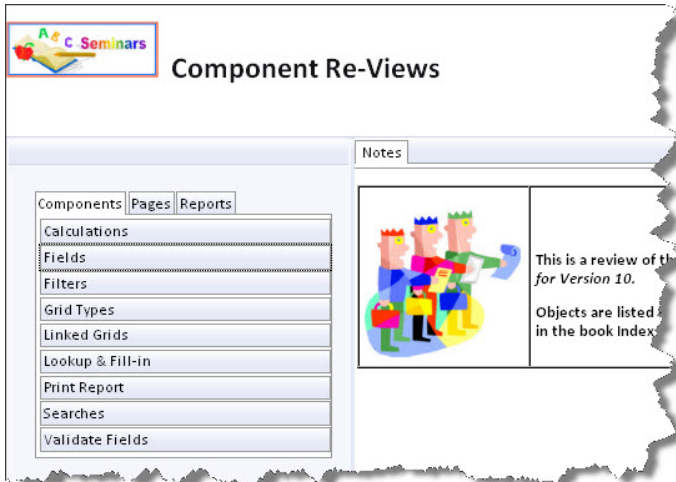 A B C Seminars
Component Re-Views
Notes
Components Pages Reports
Calculations
Fields
Filters
Grid Types
Linked Grids
Lookup & Fill-in
Print Report
Searches
Validate Fields
This is a review of
for Version 10.
Objects are listed
in the book Index